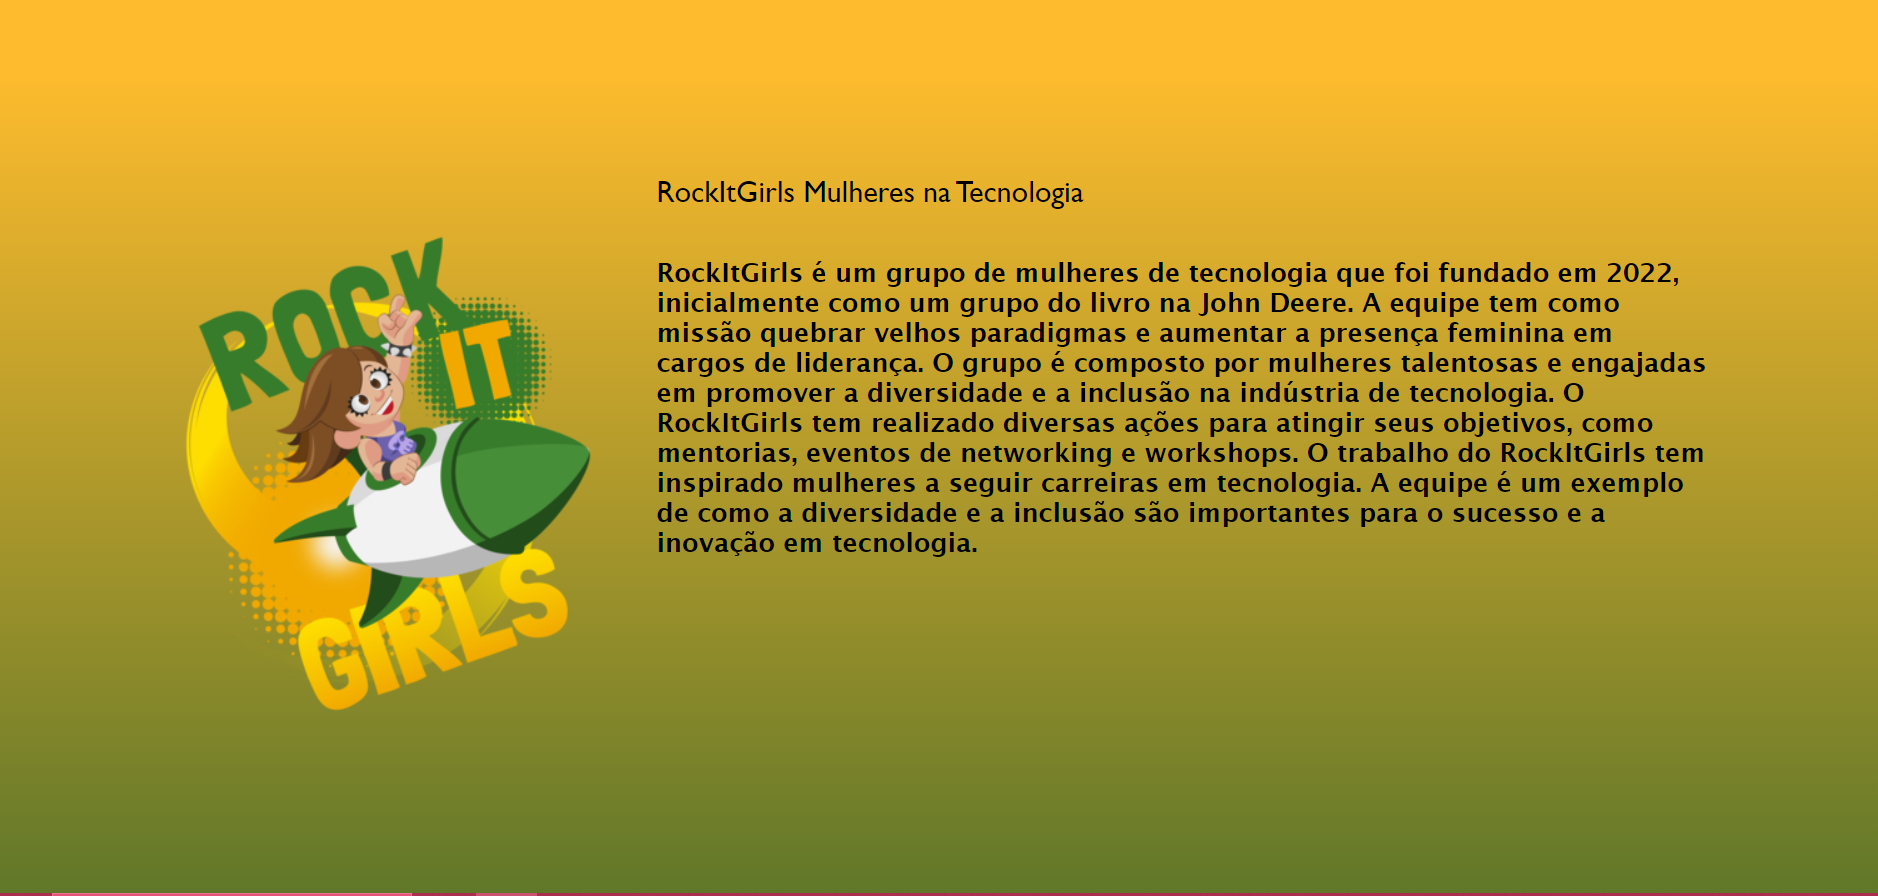 ROCK
IT
GIRLS
RockItGirls Mulheres na Tecnologia
RockItGirls é um grupo de mulheres de tecnologia que foi fundado em 2022,
inicialmente como um grupo do livro na John Deere. A equipe tem como
missão quebrar velhos paradigmas e aumentar a presença feminina em
cargos de liderança. O grupo é composto por mulheres talentosas e engajadas
em promover a diversidade e a inclusão na indústria de tecnologia. O
RockItGirls tem realizado diversas ações para atingir seus objetivos, como
mentorias, eventos de networking e workshops. O trabalho do RockItGirls tem
inspirado mulheres a seguir carreiras em tecnologia. A equipe é um exemplo
de como a diversidade e a inclusão são importantes para o sucesso e a
inovação em tecnologia.